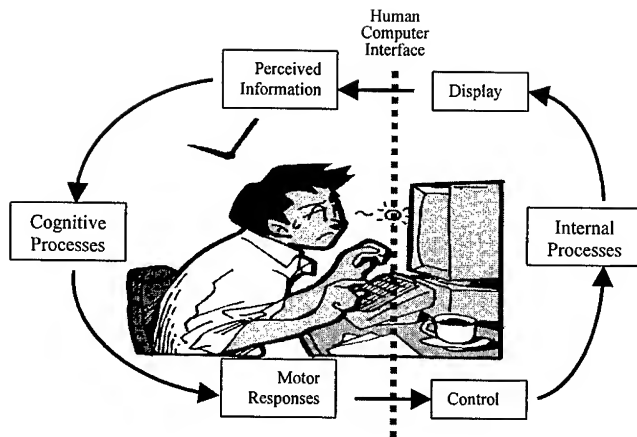 Human
Computer
Interface
Perceived
Information
Display
Cognitive
Processes
Internal
Processes
Motor
Responses
Control